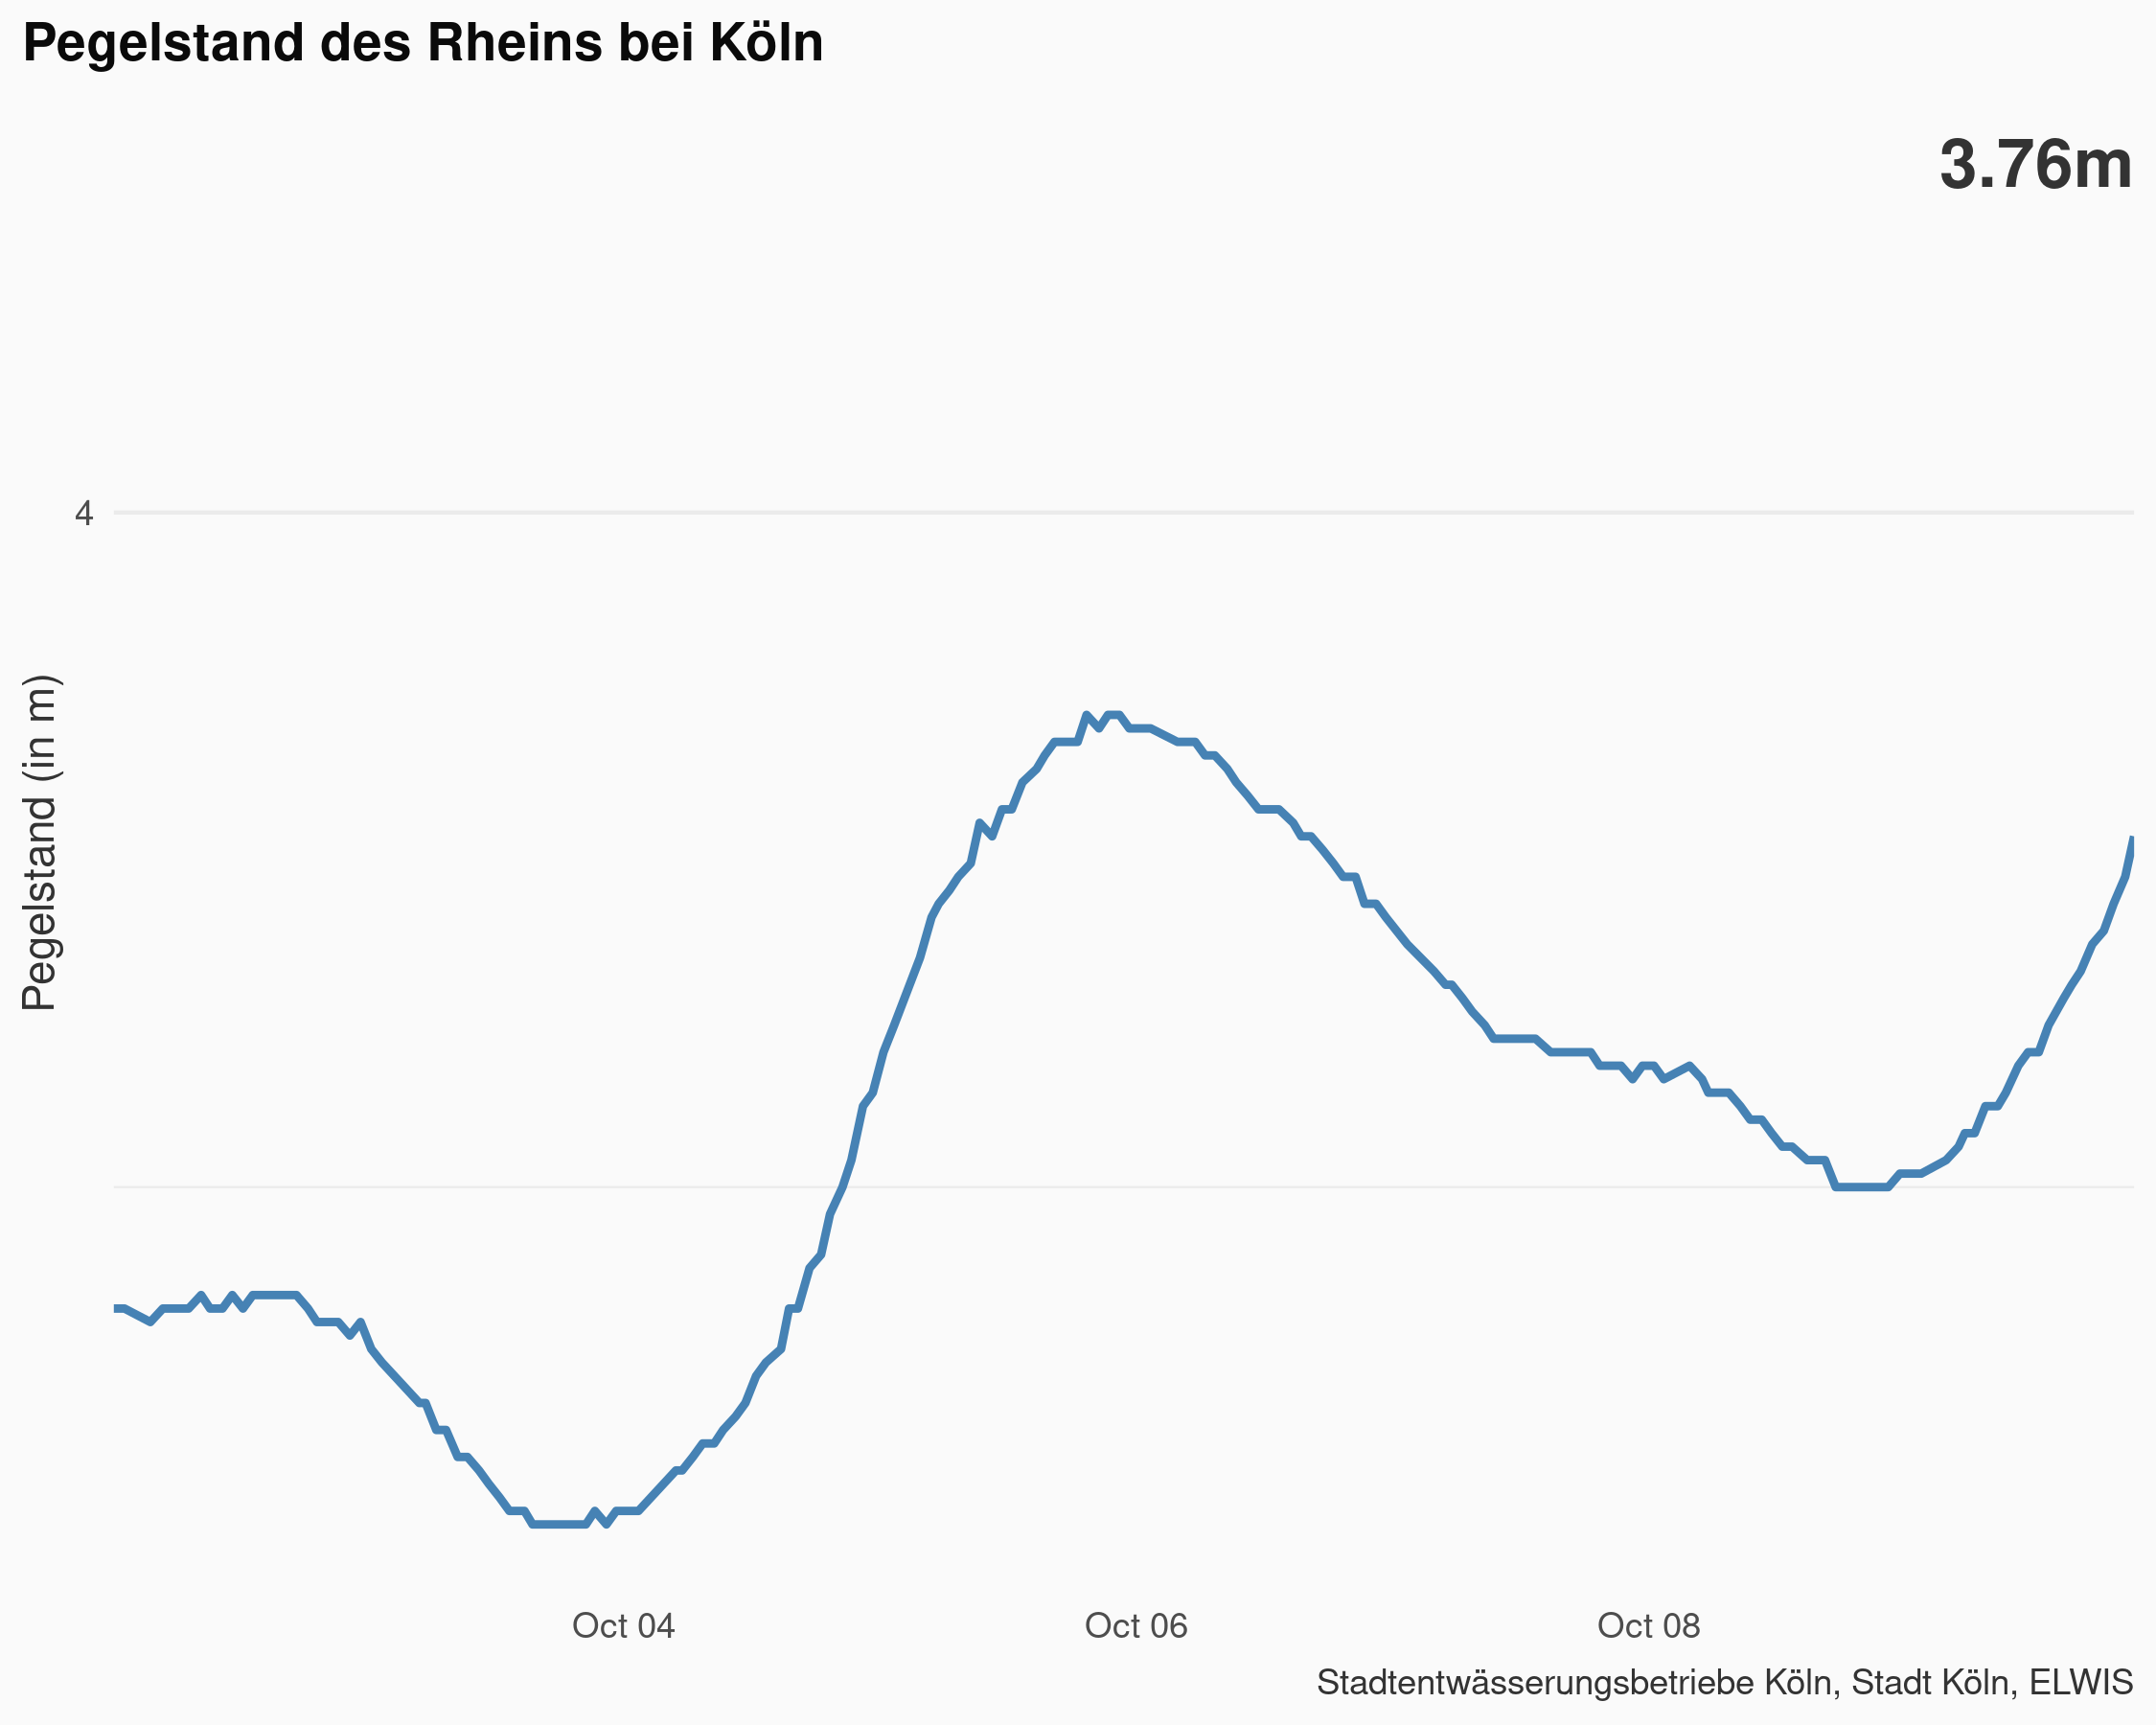 Pegelstand des Rheins bei Köln
3.76m
4
Pegelstand (in m)
Oct 04
Oct 06
Oct 08
Stadtentwässerungsbetriebe Köln, Stadt Köln, ELWIS